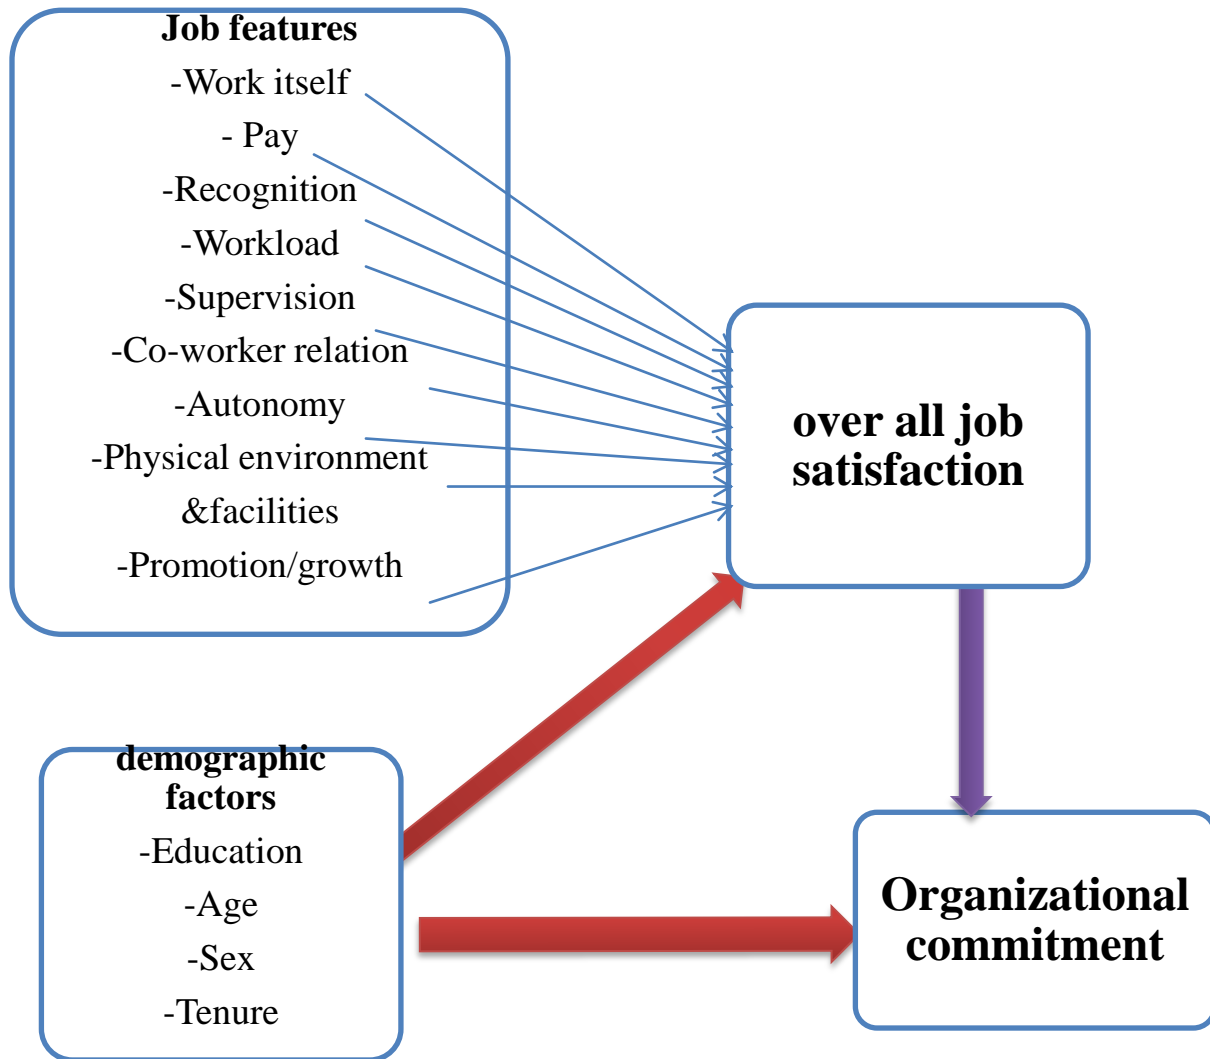 Job features
-Work itself
- Pay
-Recognition
-Workload
-Supervision
-Co-worker relation
-Autonomy
-Physical environment
&facilities
-Promotion/growth
over all job
satisfaction
demographic
factors
-Education
-Age
-Sex
-Tenure
Organizational
commitment